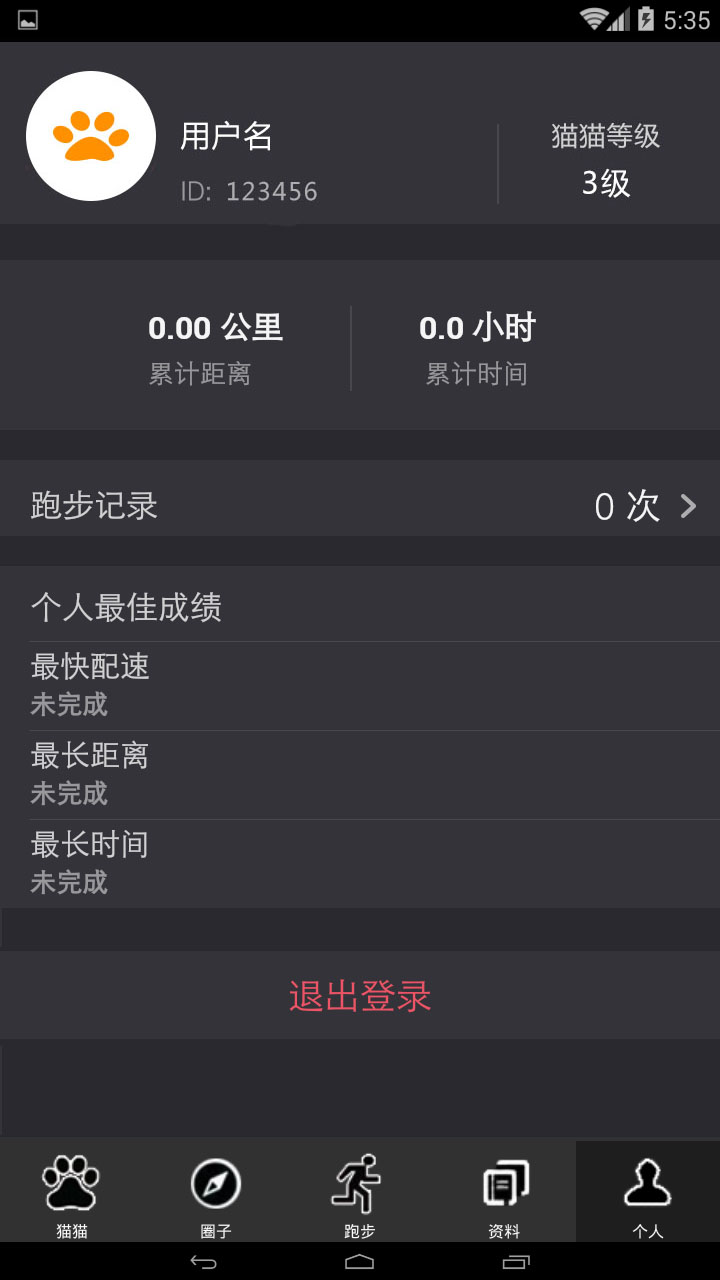 5:35
用户名
猫猫等级
3级
ID: 123456
0.00 公里
0.0 小时
累计距离
累计时间
跑步记录
0 次
个人最佳成绩
最快配速
未完成
最长距离
未完成
最长时间
未完成
退出登录
猫猫
圈子
跑步
资料
个人